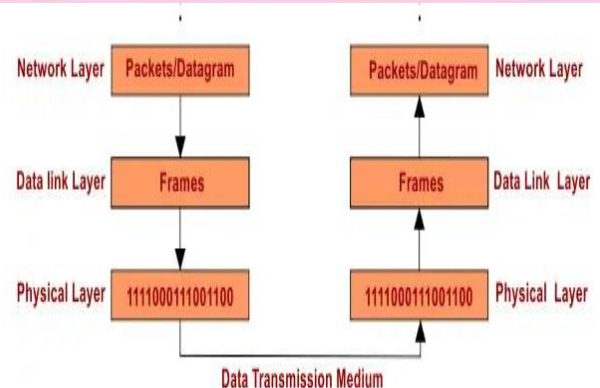 Network Layer Packets/Datagram Packets/Datagram Network Layer
Data link Layer Frames Frames Data Link Layer
Physical Layer 1111000111001100 1111000111001100 Physical Layer
Data Transmission Medium